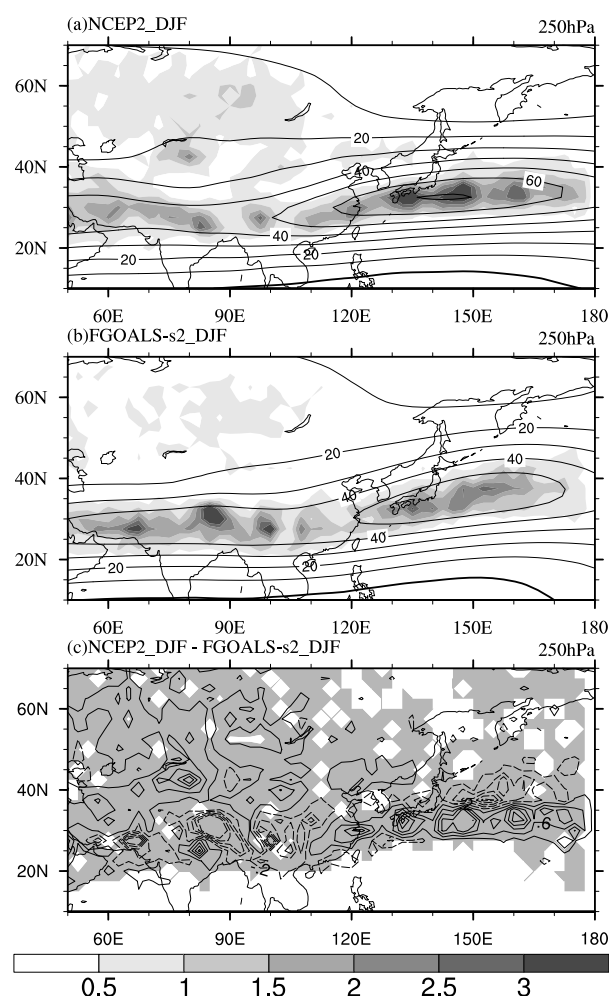 (a)NCEP2_DJF 250hPa
60N
20
40N
40
60
40
20N
20
20
60E 90E 120E 150E 180
(b)FGOALS-s2_DJF 250hPa
60N
20
20
40N
40
40
40
20N
20
20
60E 90E 120E 150E 180
(c)NCEP2_DJF - FGOALS-s2_DJF 250hPa
60N
40N
6
20N
60E 90E 120E 150E 180
0.5 1 1.5 2 2.5 3